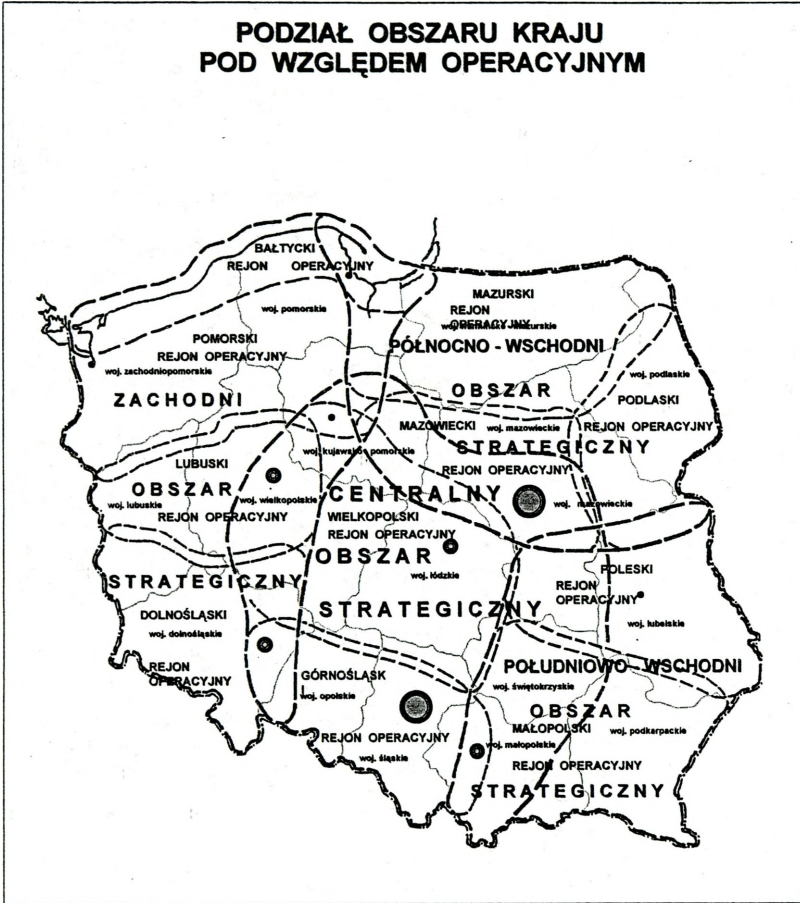 PODZIAŁ OBSZARU KRAJU
POD WZGLĘDEM OPERACYJNYM
BAŁTYCKI
REJON OPERACYJNY
MAZURSKI
REJON
OPERACYJNY
woj. pomorskie
POMORSKI
REJON OPERACYJNY
woj. zachodniopomorskie
PÓŁNOCNO - WSCHODNI
OBSZAR
STRATEGICZNY
woj. podlaskie
PODLASKI
REJON OPERACYJNY
ZACHODNI
OBSZAR
STRATEGICZNY
MAZOWIECKI
woj. mazowieckie
REJON OPERACYJNY
woj. kujawsko pomorskie
LUBUSKI
woj. lubuskie
REJON OPERACYJNY
woj. wielkopolskie
CENTRALNY
OBSZAR
STRATEGICZNY
woj. mazowieckie
WIELKOPOLSKI
REJON OPERACYJNY
woj. łódzkie
POLESKI
REJON
OPERACYJNY
woj. lubelskie
DOLNOŚLĄSKI
woj. dolnośląskie
REJON
OPERACYJNY
GÓRNOŚLĄSK
woj. opolskie
REJON OPERACYJNY
woj. śląskie
POŁUDNIOWO - WSCHODNI
woj. świętokrzyskie
OBSZAR
MAŁOPOLSKI
woj. podkarpackie
woj. małopolskie
REJON OPERACYJNY
STRATEGICZNY